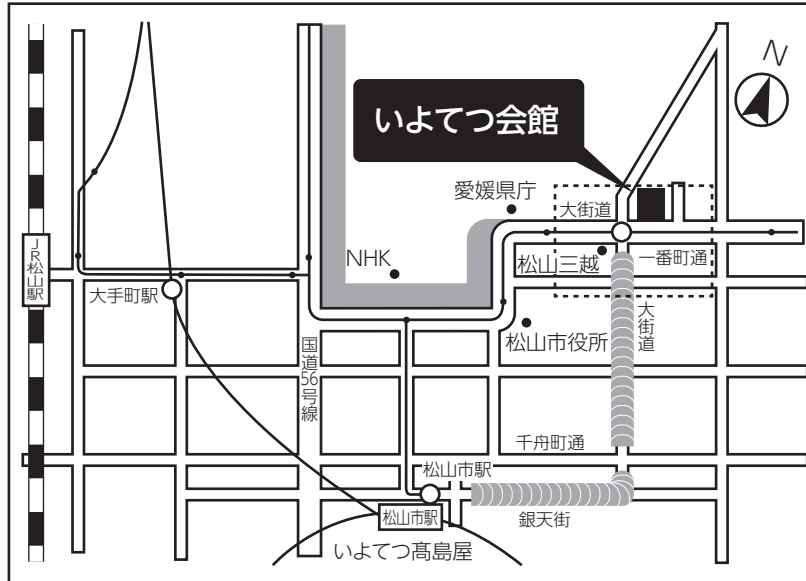 N
いよてつ会館
愛媛県庁
大街道
NHK
松山三越
一番町通
JR松山駅
大手町駅
大街道
松山市役所
国道56号線
千舟町通
松山市駅
松山市駅
銀天街
いよてつ髙島屋